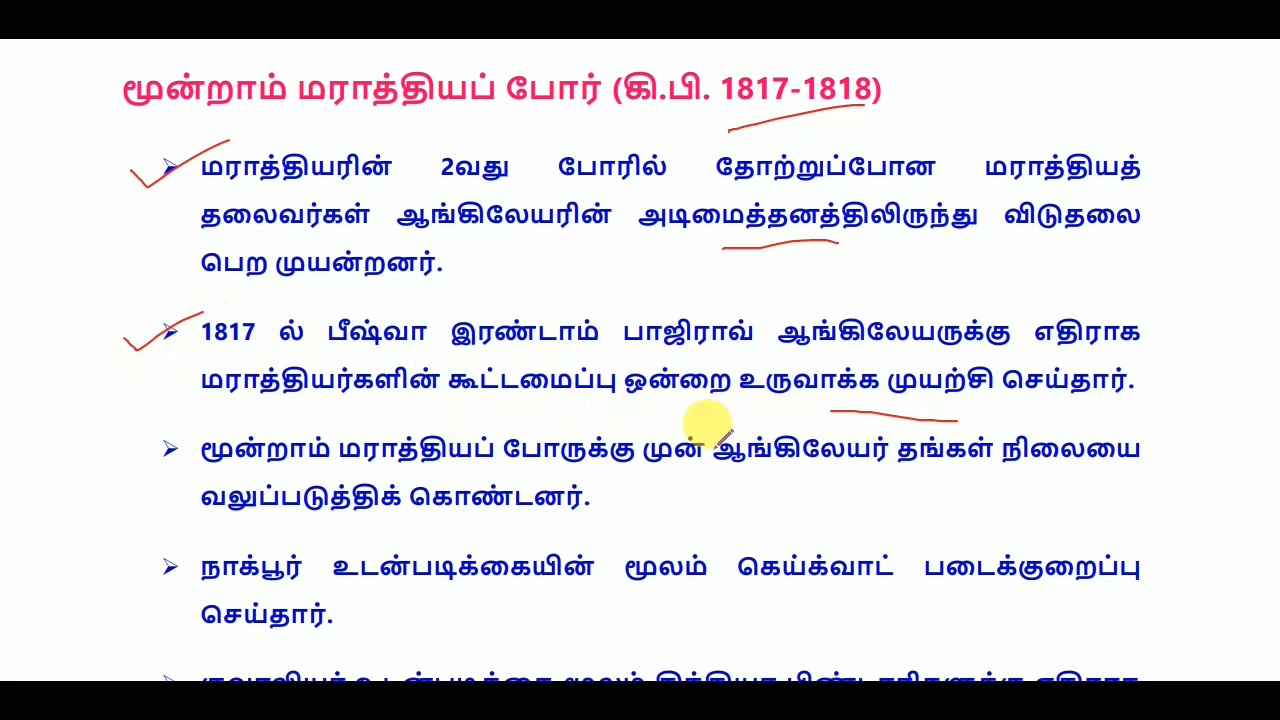 மூன்றாம் மராத்தியப் போர் (கி.பி. 1817-1818)
மராத்தியரின் 2வது போரில் தோற்றுப்போன மராத்தியத்
தலைவர்கள் ஆங்கிலேயரின் அடிமைத்தனத்திலிருந்து விடுதலை
பெற முயன்றனர்.
1817 ல் பீஷ்வா இரண்டாம் பாஜிராவ் ஆங்கிலேயருக்கு எதிராக
மராத்தியர்களின் கூட்டமைப்பு ஒன்றை உருவாக்க முயற்சி செய்தார்.
மூன்றாம் மராத்தியப் போருக்கு முன் ஆங்கிலேயர் தங்கள் நிலையை
வலுப்படுத்திக் கொண்டனர்.
நாக்பூர் உடன்படிக்கையின் மூலம் கெய்க்வாட் படைக்குறைப்பு
செய்தார்.